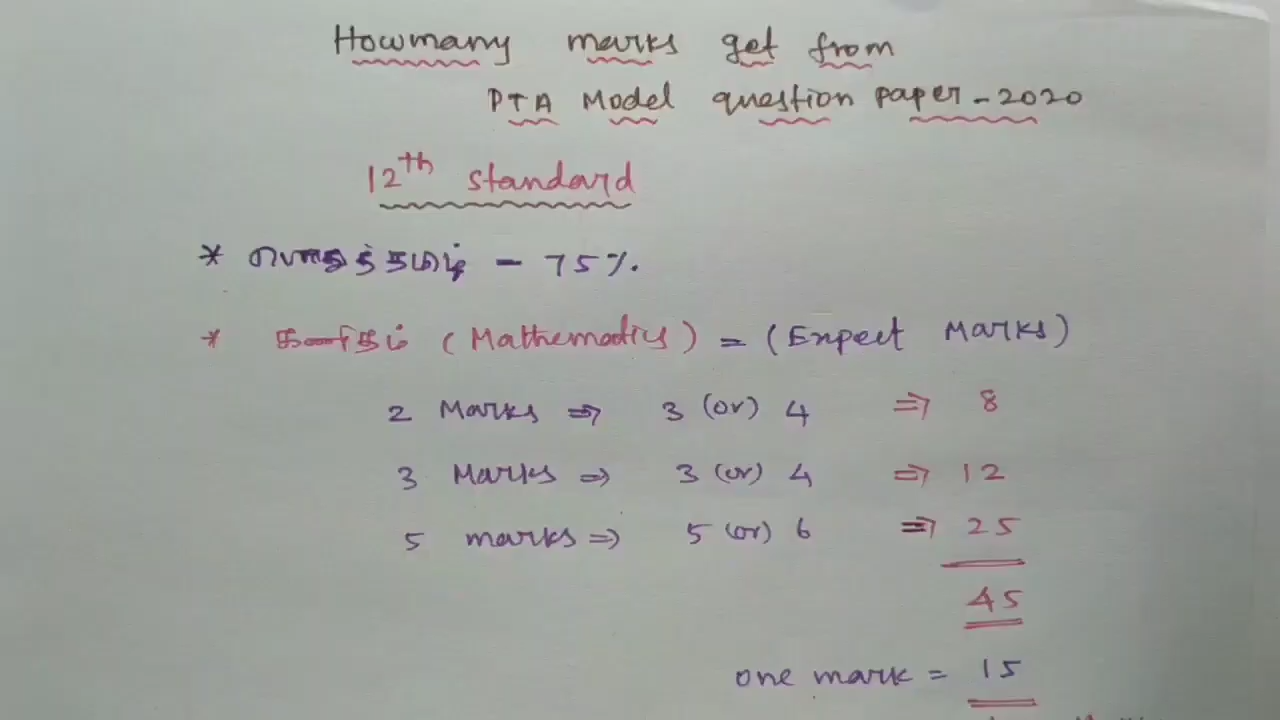 Howmany marks get from
PTA Model question paper - 2020
12th standard
* - 75%.
* கணிதம் (Mathematics) = (Expect Marks)
2 Marks ⇒ 3 (or) 4 ⇒ 8
3 Marks ⇒ 3 (or) 4 ⇒ 12
5 marks ⇒ 5 (or) 6 ⇒ 25
45
one mark = 15